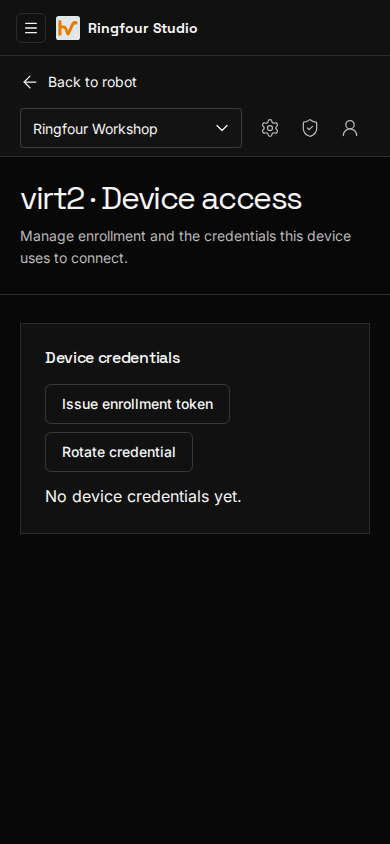 Ringfour Studio
Back to robot
Ringfour Workshop
virt2 · Device access
Manage enrollment and the credentials this device
uses to connect.
Device credentials
Issue enrollment token
Rotate credential
No device credentials yet.